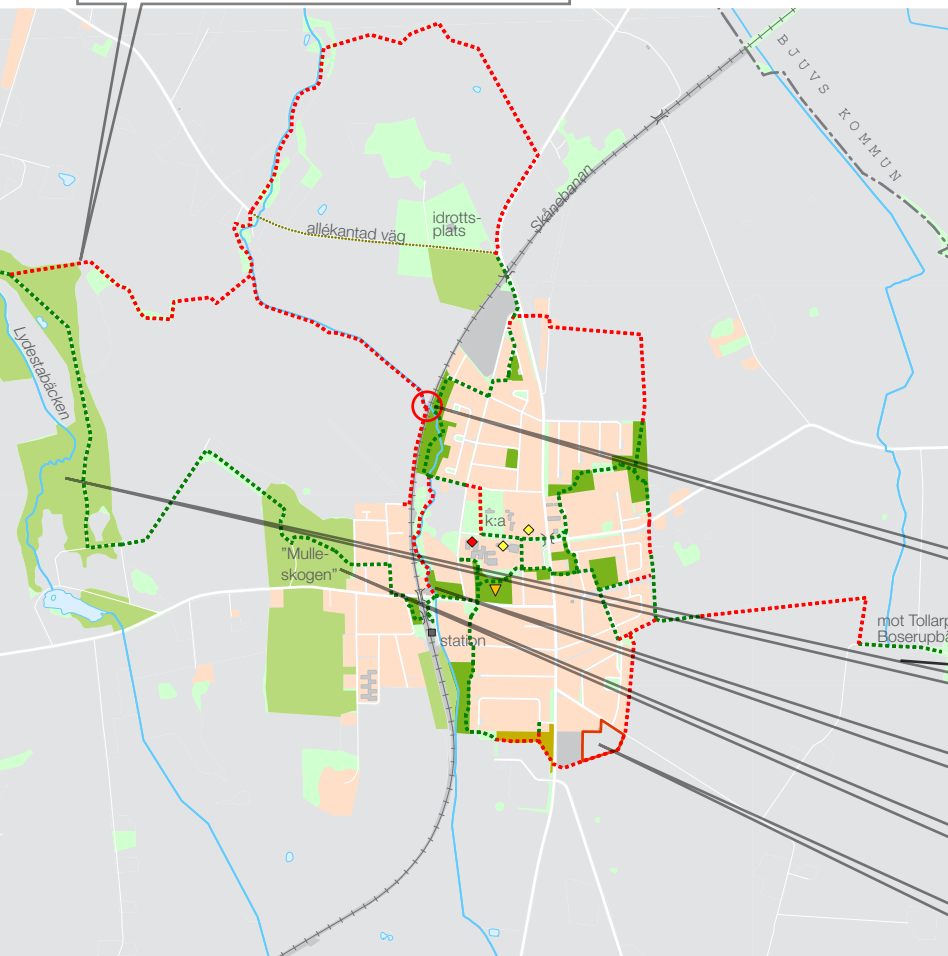 BJUVS KOMMUN
Skånebanan
idrotts-
plats
allékantad väg
Lydestabäcken
k:a
"Mulle-
skogen"
station
mot Tollarp
Boserupbä